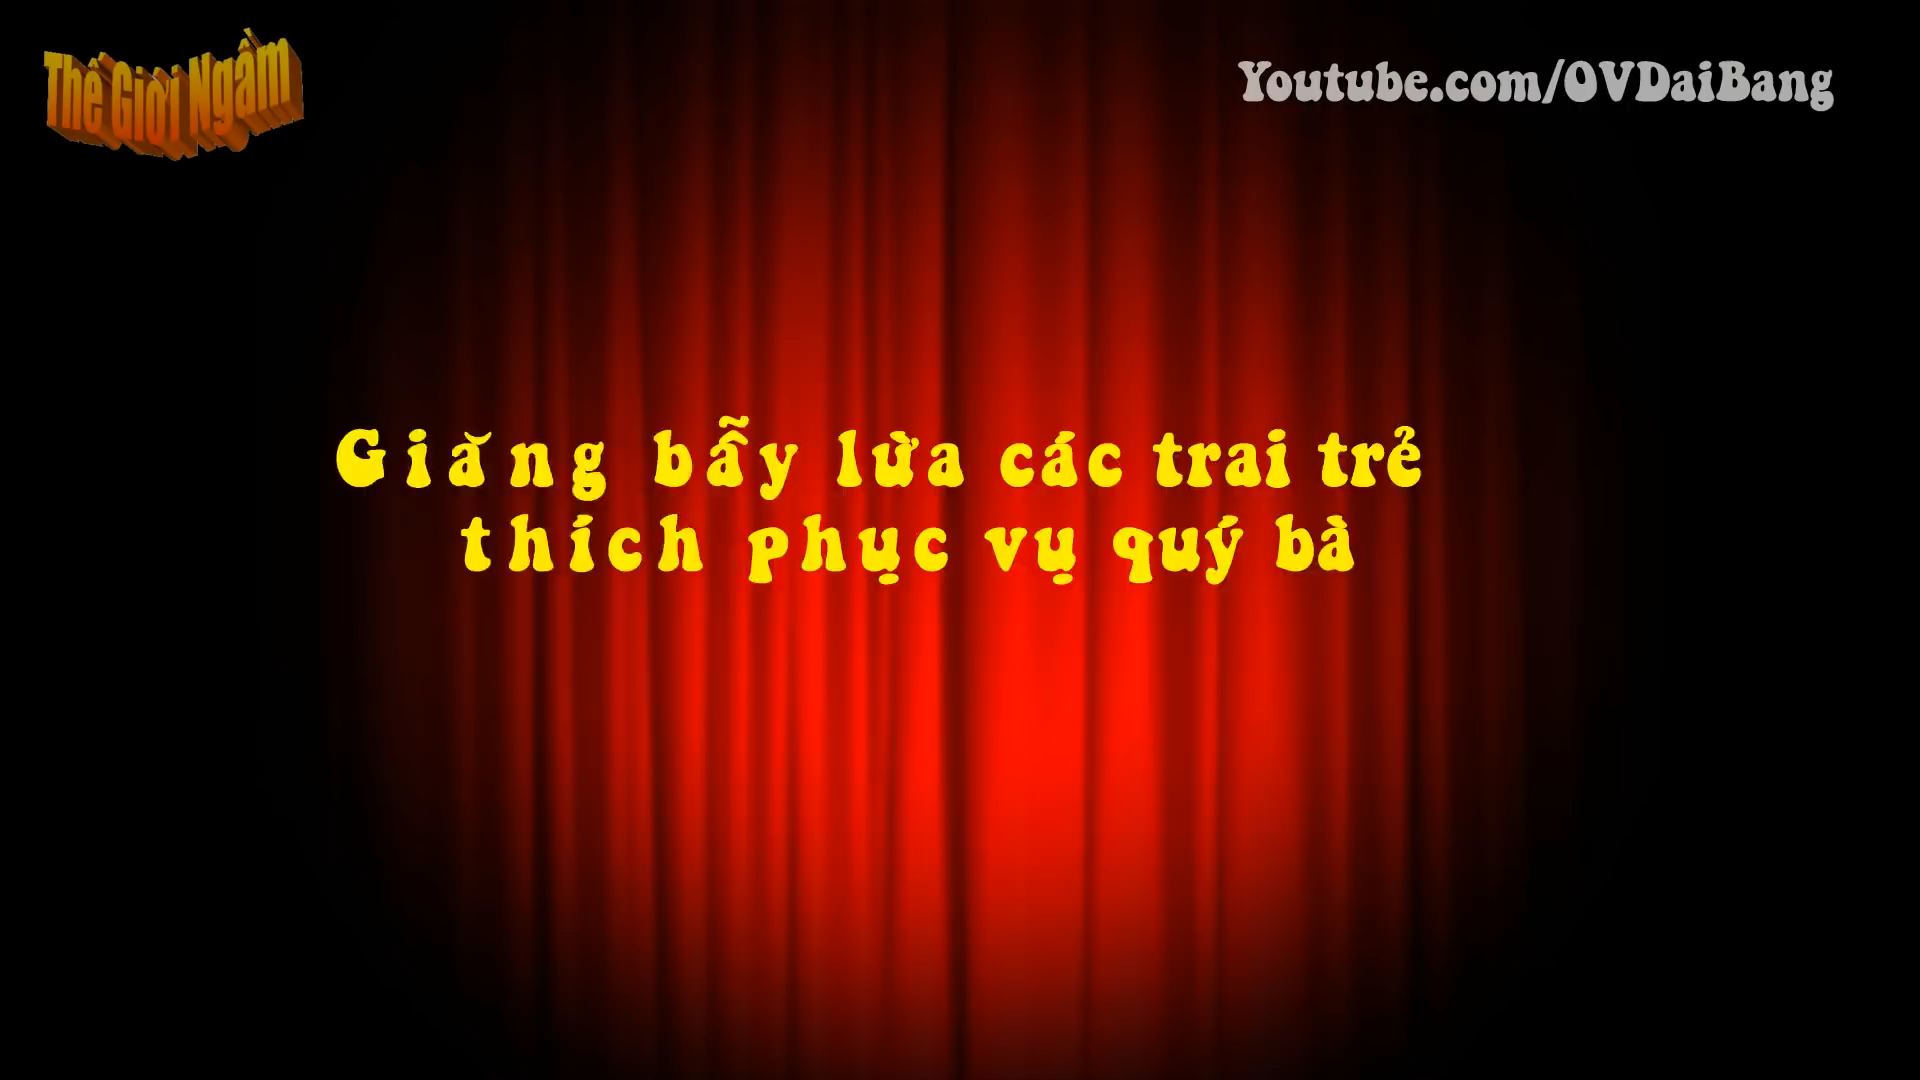 Thế Giới Ngầm
Youtube.com/OVDaiBang
Giăng bẫy lừa các trai trẻ
thích phục vụ quý bà